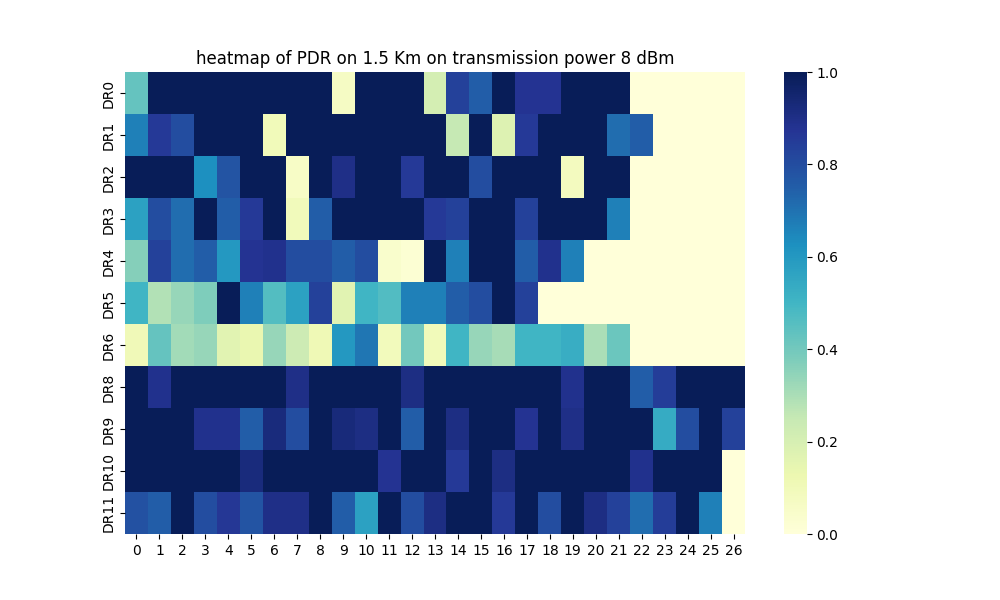 heatmap of PDR on 1.5 Km on transmission power 8 dBm
DR0
DR1
DR2
DR3
DR4
DR5
DR6
DR8
DR9
DR10
DR11
0 1 2 3 4 5 6 7 8 9 10 11 12 13 14 15 16 17 18 19 20 21 22 23 24 25 26
1.0
0.8
0.6
0.4
0.2
0.0